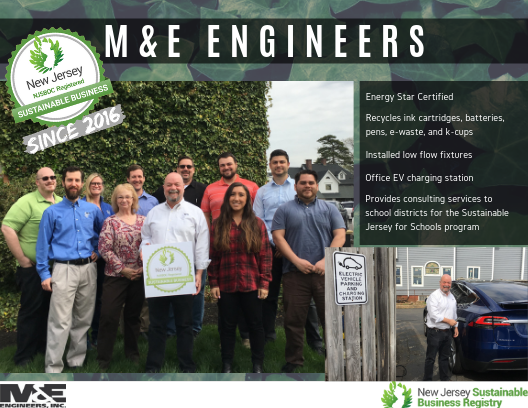 M&E ENGINEERS
New Jersey
NJSBDC Registered
SUSTAINABLE BUSINESS
SINCE 2016
Energy Star Certified
Recycles ink cartridges, batteries,
pens, e-waste, and k-cups
Installed low flow fixtures
Office EV charging station
Provides consulting services to
school districts for the Sustainable
Jersey for Schools program
New Jersey
ELECTRIC
VEHICLE
PARKING
AND
CHARGING
STATION
M&E
ENGINEERS, INC.
New Jersey Sustainable
Business Registry